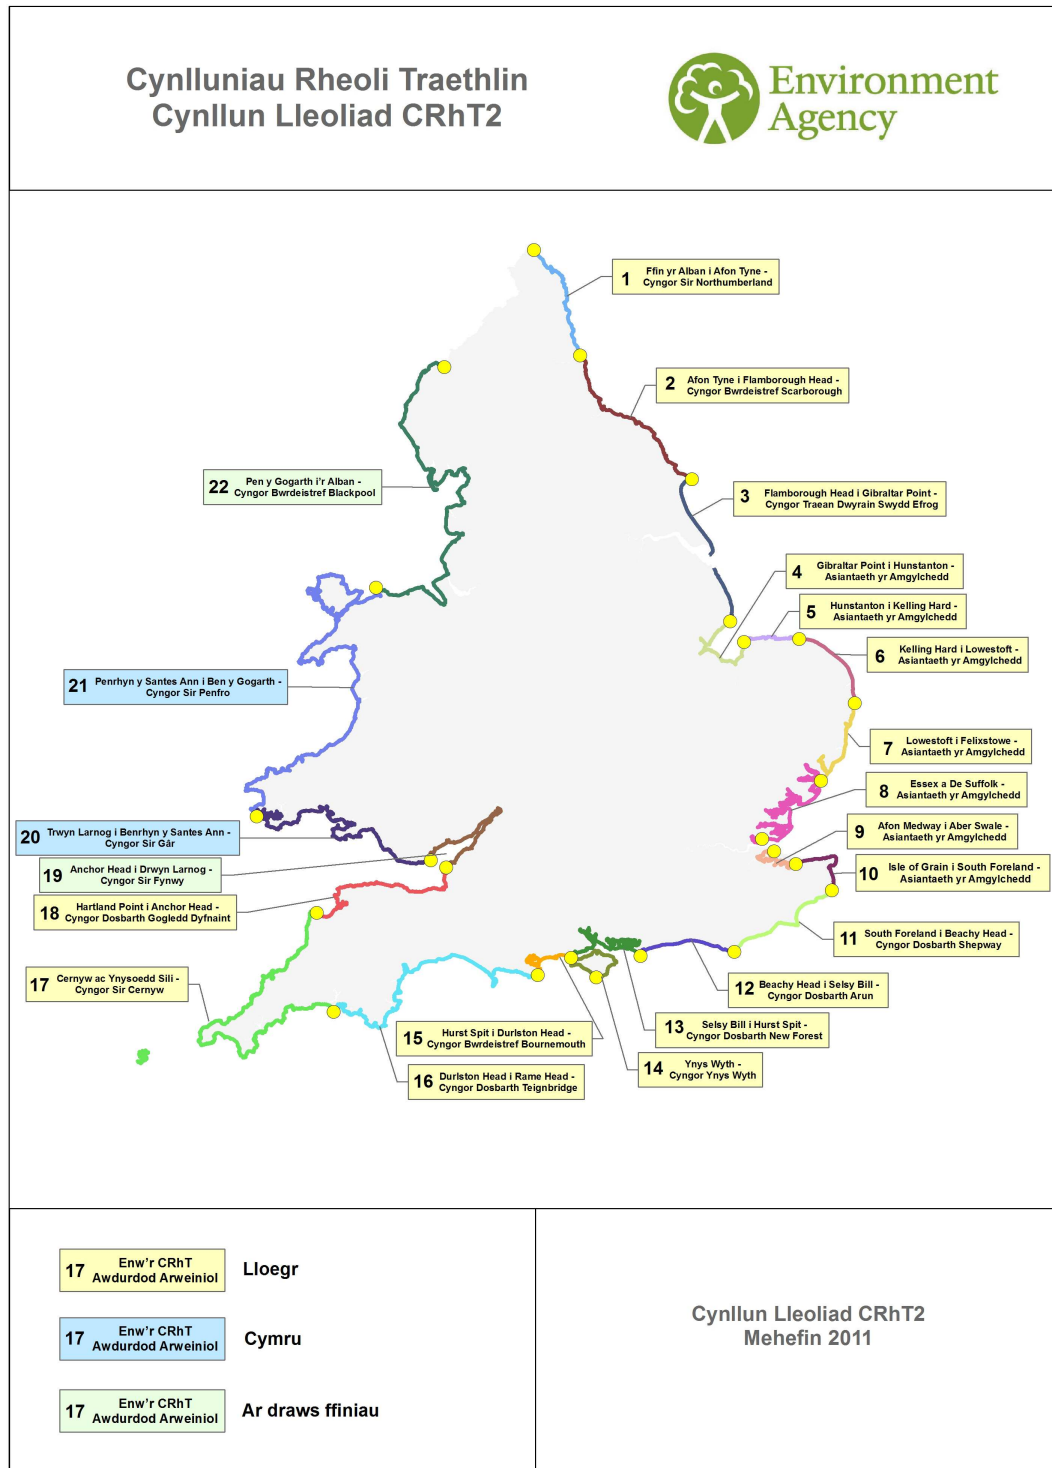 Cynlluniau Rheoli Traethlin
Cynllun Lleoliad CRhT2
Environment
Agency
1 Ffin yr Alban i Afon Tyne -
Cyngor Sir Northumberland
2 Afon Tyne i Flamborough Head -
Cyngor Bwrdeistref Scarborough
3 Flamborough Head i Gibraltar Point -
Cyngor Traean Dwyrain Swydd Efrog
4 Gibraltar Point i Hunstanton -
Asiantaeth yr Amgylchedd
5 Hunstanton i Kelling Hard -
Asiantaeth yr Amgylchedd
6 Kelling Hard i Lowestoft -
Asiantaeth yr Amgylchedd
7 Lowestoft i Felixstowe -
Asiantaeth yr Amgylchedd
8 Essex a De Suffolk -
Asiantaeth yr Amgylchedd
9 Afon Medway i Aber Swale -
Asiantaeth yr Amgylchedd
10 Isle of Grain i South Foreland -
Asiantaeth yr Amgylchedd
11 South Foreland i Beachy Head -
Cyngor Dosbarth Shepway
12 Beachy Head i Selsy Bill -
Cyngor Dosbarth Arun
13 Selsy Bill i Hurst Spit -
Cyngor Dosbarth New Forest
14 Ynys Wyth -
Cyngor Ynys Wyth
15 Hurst Spit i Durlston Head -
Cyngor Bwrdeistref Bournemouth
16 Durlston Head i Rame Head -
Cyngor Dosbarth Teignbridge
17 Cernyw ac Ynysoedd Sili -
Cyngor Sir Cernyw
18 Hartland Point i Anchor Head -
Cyngor Dosbarth Gogledd Dyfnaint
19 Anchor Head i Drwyn Larnog -
Cyngor Sir Fynwy
20 Trwyn Larnog i Benrhyn y Santes Ann -
Cyngor Sir Gâr
21 Penrhyn y Santes Ann i Ben y Gogarth -
Cyngor Sir Penfro
22 Pen y Gogarth i'r Alban -
Cyngor Bwrdeistref Blackpool
17 Enw'r CRhT
Awdurdod Arweiniol
Lloegr
17 Enw'r CRhT
Awdurdod Arweiniol
Cymru
17 Enw'r CRhT
Awdurdod Arweiniol
Ar draws ffiniau
Cynllun Lleoliad CRhT2
Mehefin 2011